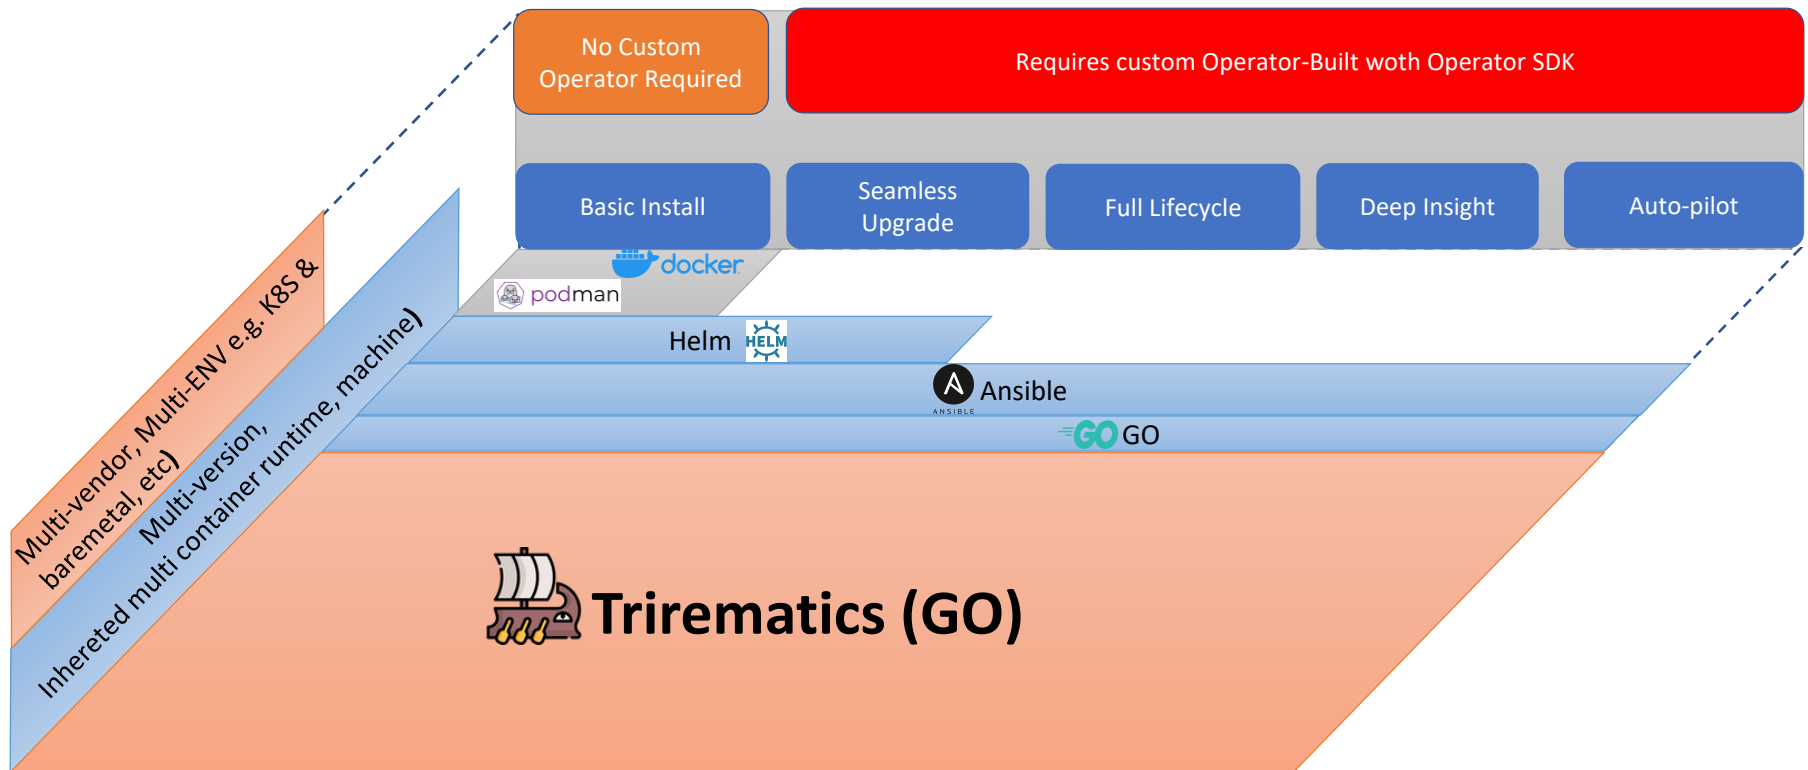 No Custom
Operator Required
Requires custom Operator-Built woth Operator SDK
Basic Install
Seamless
Upgrade
Full Lifecycle
Deep Insight
Auto-pilot
docker
podman
Helm
HELM
Ansible
ANSIBLE
GO GO
Multi-vendor, Multi-ENV e.g. K8S &
baremetal, etc)
Multi-version,
Inhereted multi container runtime, machine)
Trirematics (GO)